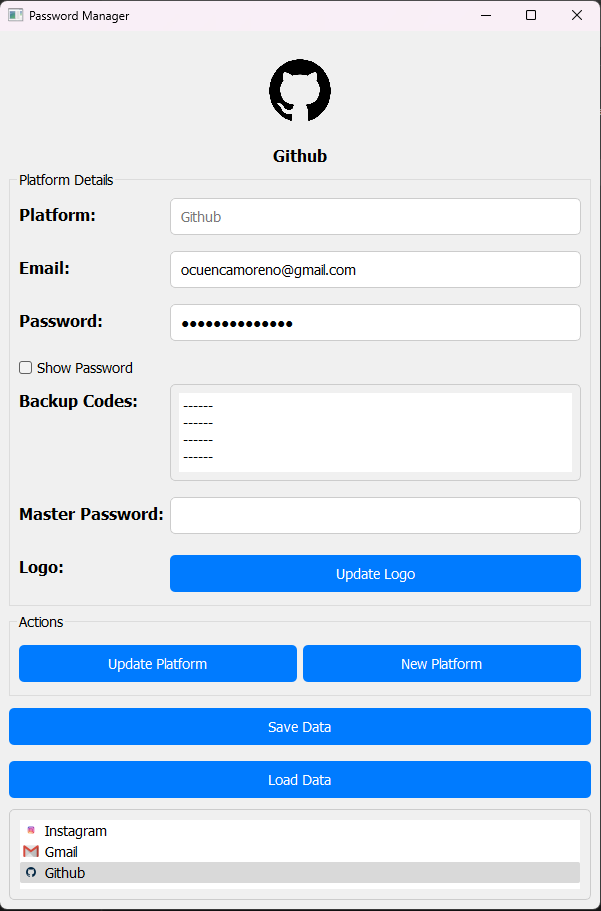 Password Manager
Github
Platform Details
Platform:
Github
Email:
ocuencamoreno@gmail.com
Password:
●●●●●●●●●●●●●●
Show Password
Backup Codes:
------
------
------
------
Master Password:
Logo:
Update Logo
Actions
Update Platform
New Platform
Save Data
Load Data
Instagram
Gmail
Github